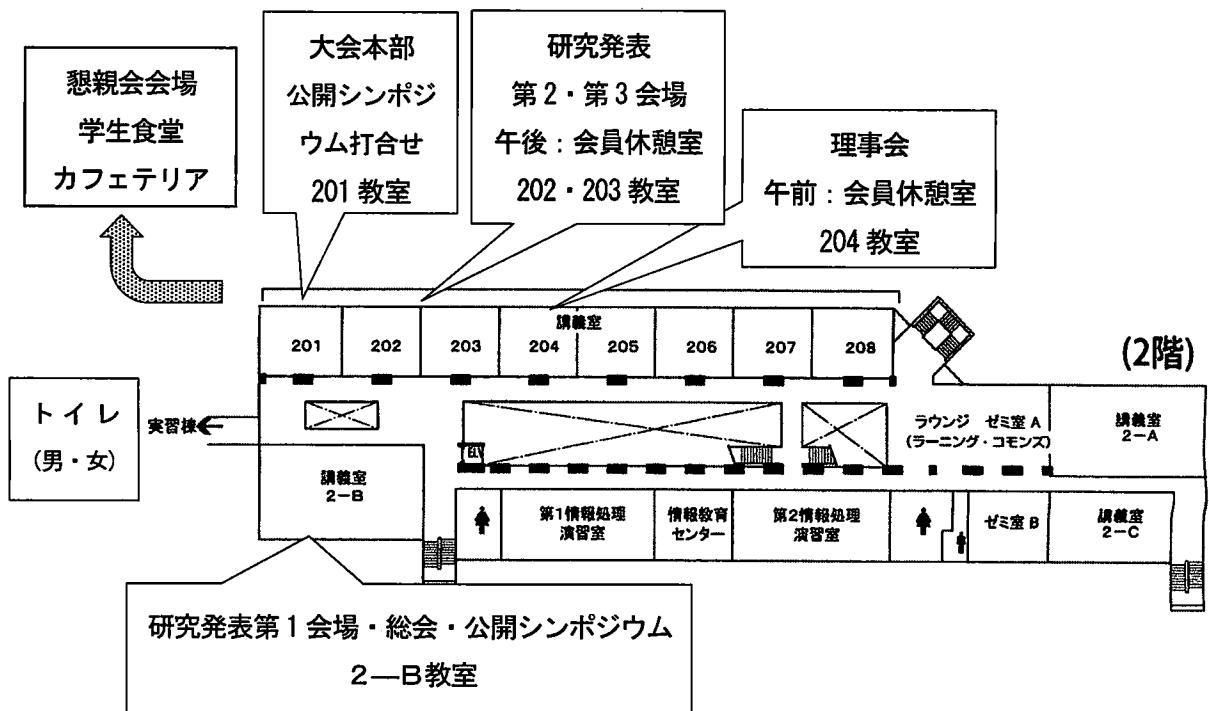 懇親会会場
学生食堂
カフェテリア
大会本部
公開シンポジ
ウム打合せ
201 教室
研究発表
第2・第3 会場
午後：会員休憩室
202・203 教室
理事会
午前：会員休憩室
204 教室
(2階)
講義室
201
202
203
204
205
206
207
208
トイレ
(男・女)
実習棟
ELV
ラウンジ ゼミ室 A
(ラーニング・コモンズ)
講義室
2-A
講義室
2-B
第1情報処理
演習室
情報教育
センター
第2情報処理
演習室
ゼミ室 B
講義室
2-C
研究発表第1会場・総会・公開シンポジウム
2―B教室